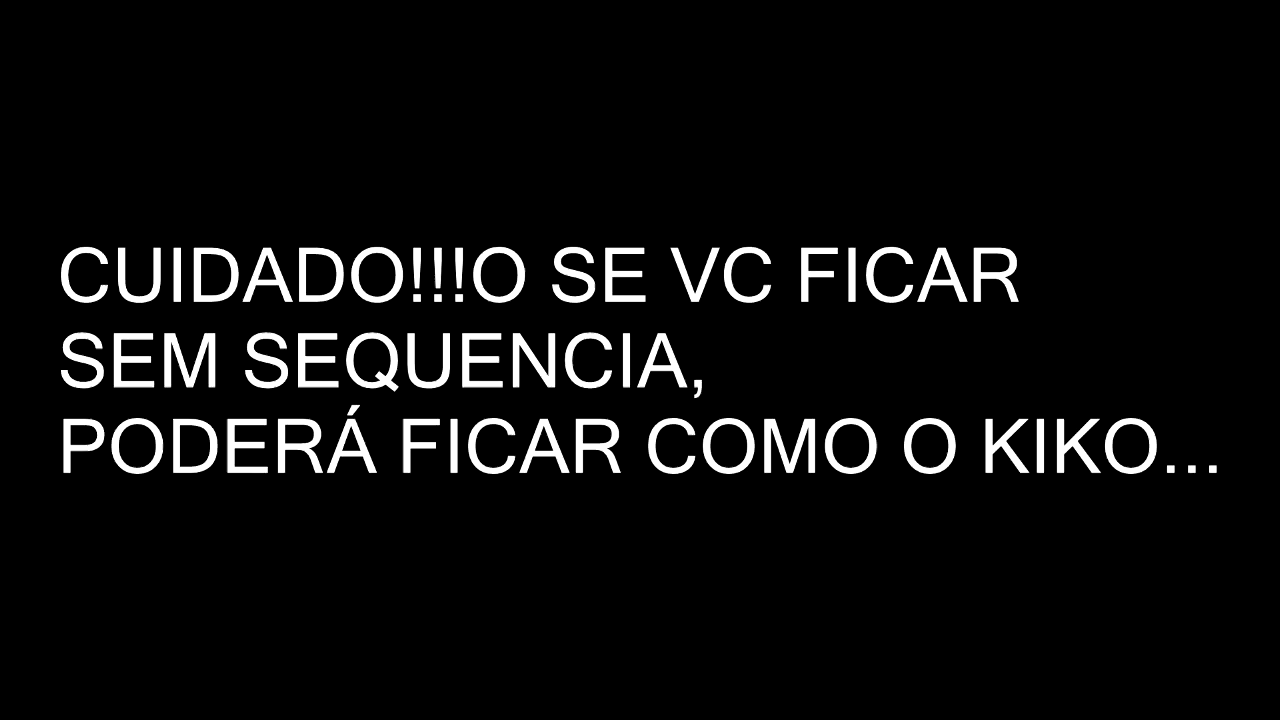 CUIDADO!!!O SE VC FICAR
SEM SEQUENCIA,
PODERÁ FICAR COMO O KIKO...